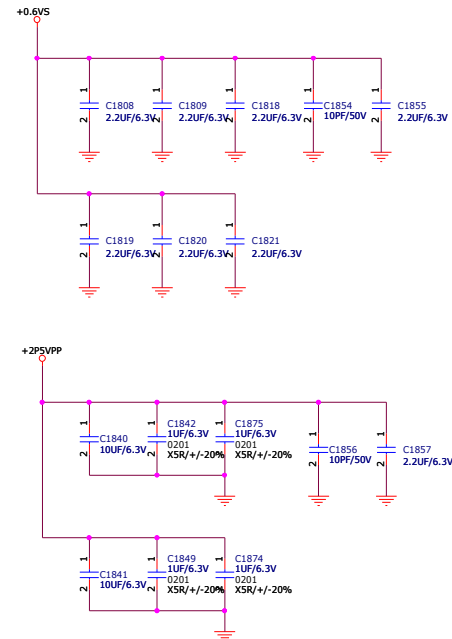 +0.6VS
1 1 1 1 1
C1808 C1809 C1818 C1854 C1855
2.2UF/6.3V 2.2UF/6.3V 2.2UF/6.3V 10PF/50V 2.2UF/6.3V
2 2 2 2 2
1 1 1
C1819 C1820 C1821
2.2UF/6.3V 2.2UF/6.3V 2.2UF/6.3V
2 2 2
+2P5VPP
1 1 1 1 1
C1842 C1875
1UF/6.3V 1UF/6.3V
C1840 0201 0201 C1856 C1857
10UF/6.3V X5R/+/-20% X5R/+/-20% 10PF/50V 2.2UF/6.3V
2 2 2 2 2
1 1 1
C1849 C1874
1UF/6.3V 1UF/6.3V
C1841 0201 0201
10UF/6.3V X5R/+/-20% X5R/+/-20%
2 2 2